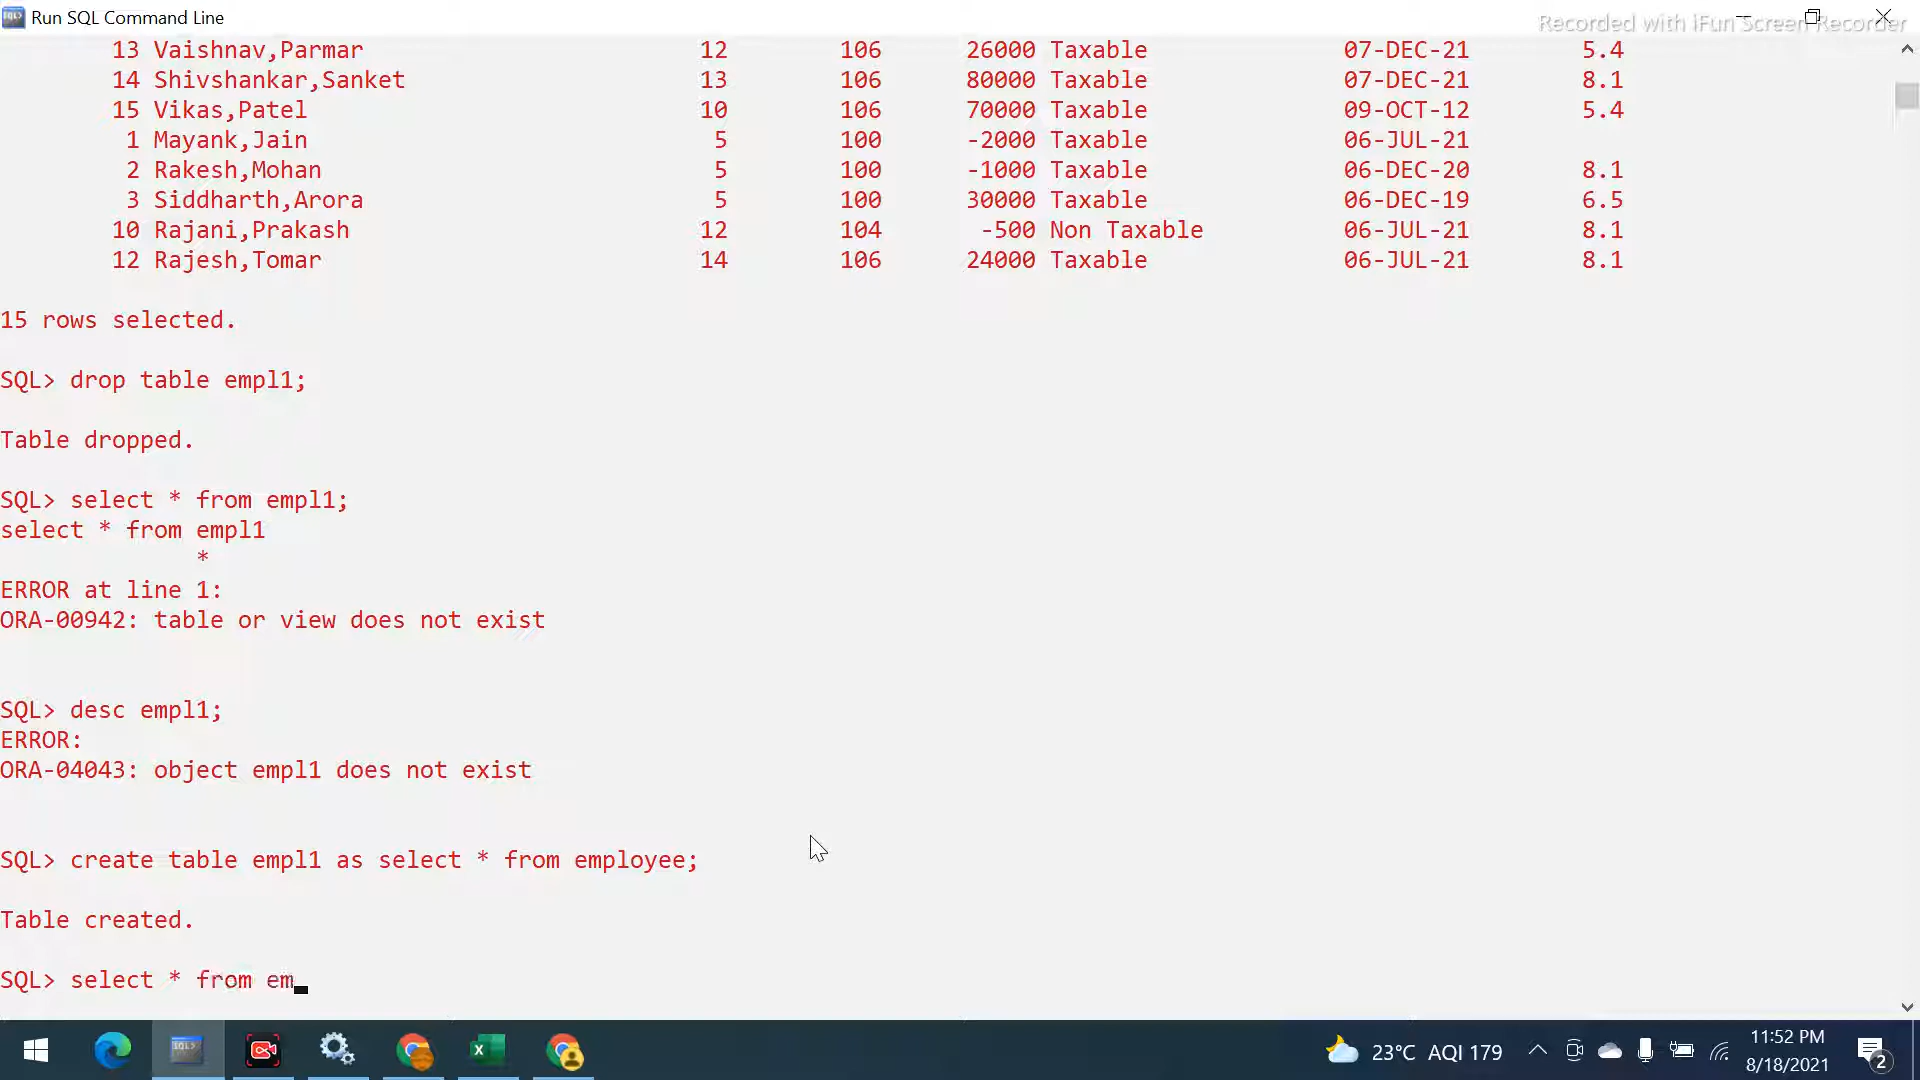 Run SQL Command Line
Recorded with iFun Screen Recorder
13 Vaishnav,Parmar 12 106 26000 Taxable 07-DEC-21 5.4
14 Shivshankar,Sanket 13 106 80000 Taxable 07-DEC-21 8.1
15 Vikas,Patel 10 106 70000 Taxable 09-OCT-12 5.4
1 Mayank,Jain 5 100 -2000 Taxable 06-JUL-21
2 Rakesh,Mohan 5 100 -1000 Taxable 06-DEC-20 8.1
3 Siddharth,Arora 5 100 30000 Taxable 06-DEC-19 6.5
10 Rajani,Prakash 12 104 -500 Non Taxable 06-JUL-21 8.1
12 Rajesh,Tomar 14 106 24000 Taxable 06-JUL-21 8.1
15 rows selected.
SQL> drop table empl1;
Table dropped.
SQL> select * from empl1;
select * from empl1
*
ERROR at line 1:
ORA-00942: table or view does not exist
SQL> desc empl1;
ERROR:
ORA-04043: object empl1 does not exist
SQL> create table empl1 as select * from employee;
Table created.
SQL> select * from em_
23°C AQI 179
11:52 PM
8/18/2021
2